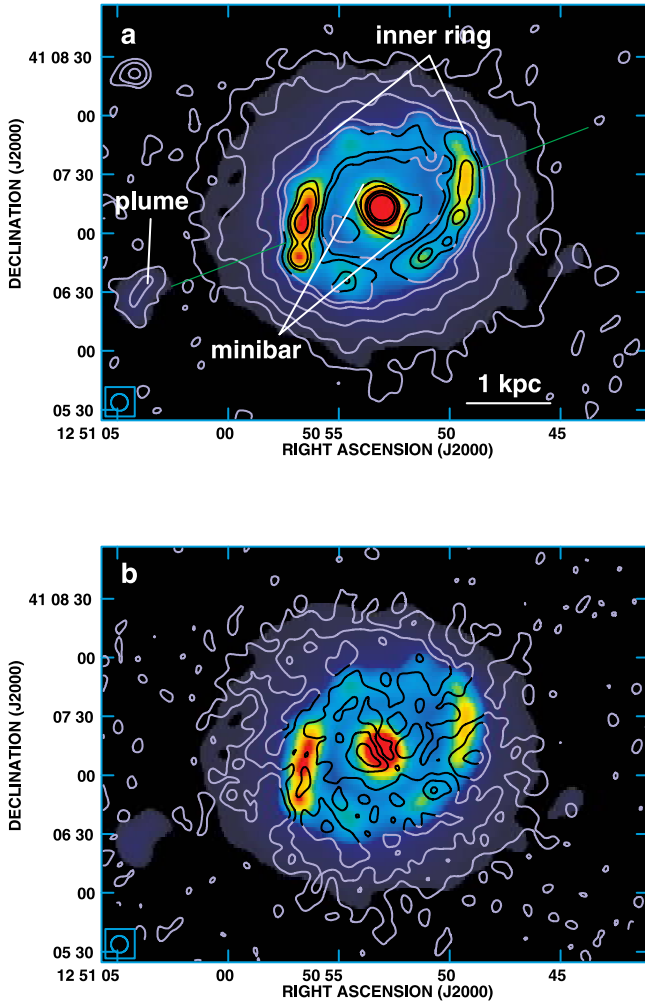 a
inner ring
41 08 30
00
07 30
plume
00
06 30
00
minibar
1 kpc
05 30
12 51 05 00 50 55 50 45
RIGHT ASCENSION (J2000)
DECLINATION (J2000)
b
41 08 30
00
07 30
00
06 30
00
05 30
12 51 05 00 50 55 50 45
RIGHT ASCENSION (J2000)
DECLINATION (J2000)